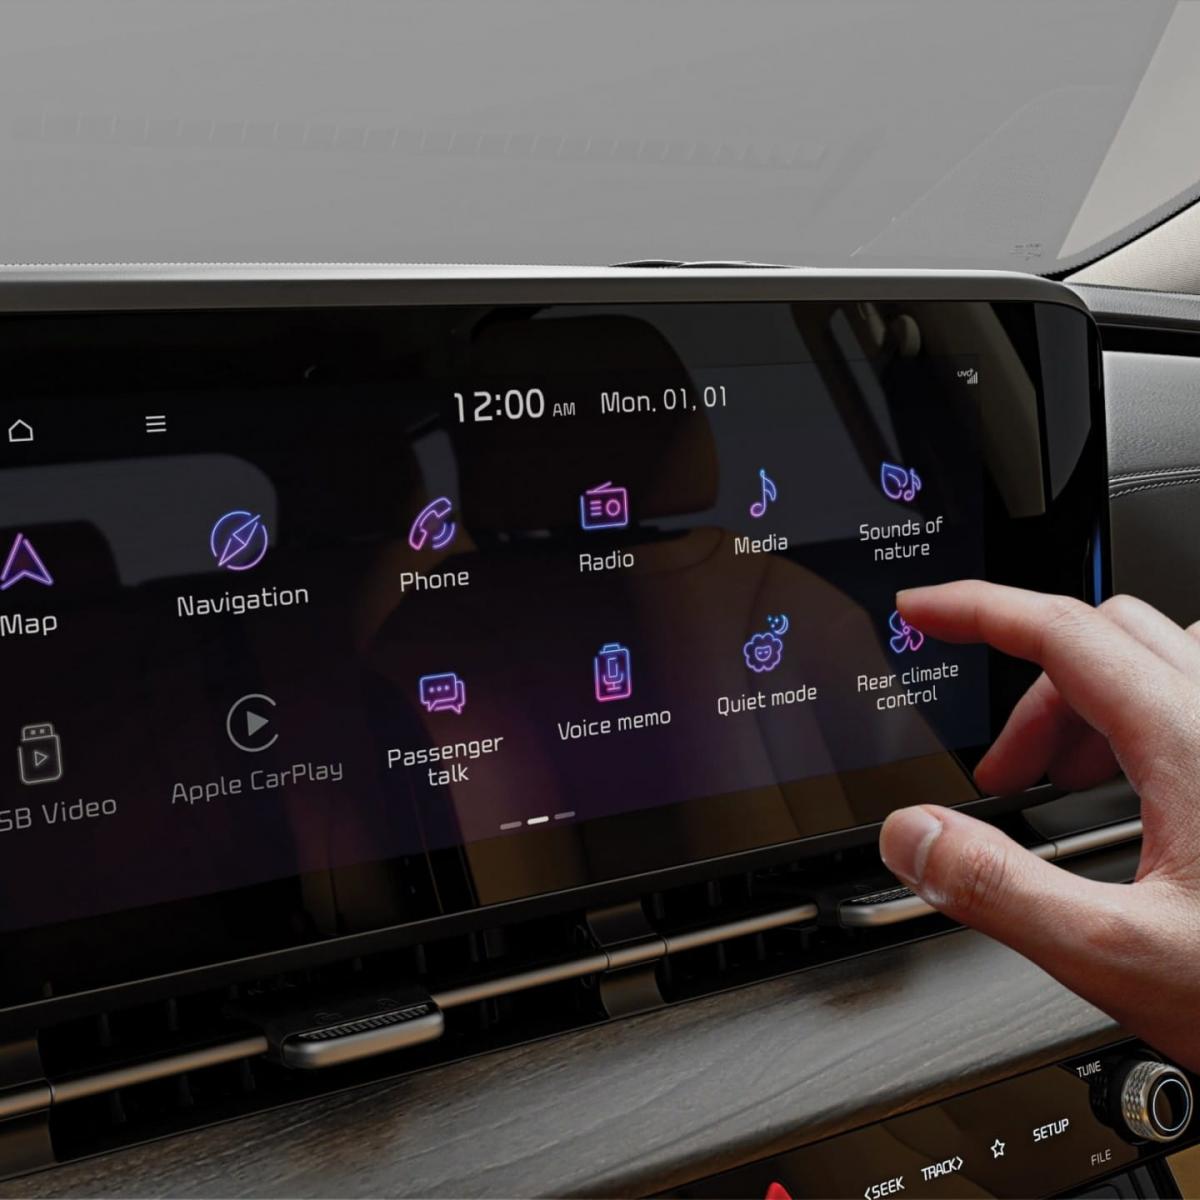 12:00 AM Mon. 01, 01
UVO
Map
Navigation
Phone
Radio
Media
Sounds of
nature
SB Video
Apple CarPlay
Passenger
talk
Voice memo
Quiet mode
Rear climate
control
TUNE
<SEEK
TRACK>
SETUP
FILE